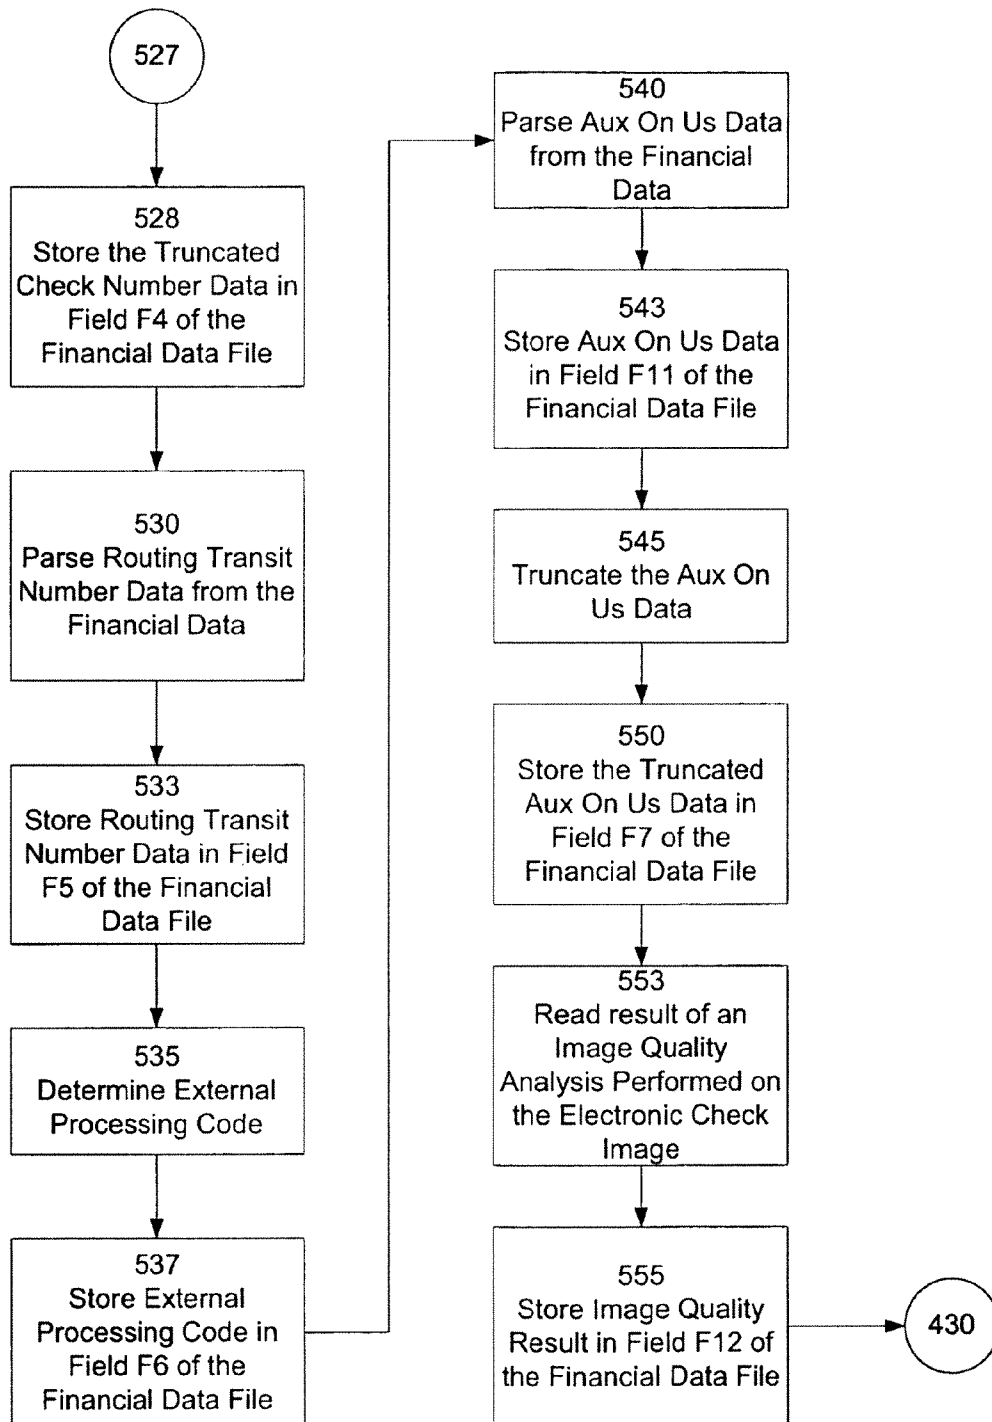 527
528
Store the Truncated
Check Number Data in
Field F4 of the
Financial Data File
530
Parse Routing Transit
Number Data from the
Financial Data
533
Store Routing Transit
Number Data in Field
F5 of the Financial
Data File
535
Determine External
Processing Code
537
Store External
Processing Code in
Field F6 of the
Financial Data File
540
Parse Aux On Us Data
from the Financial
Data
543
Store Aux On Us Data
in Field F11 of the
Financial Data File
545
Truncate the Aux On
Us Data
550
Store the Truncated
Aux On Us Data in
Field F7 of the
Financial Data File
553
Read result of an
Image Quality
Analysis Performed on
the Electronic Check
Image
555
Store Image Quality
Result in Field F12 of
the Financial Data File
430